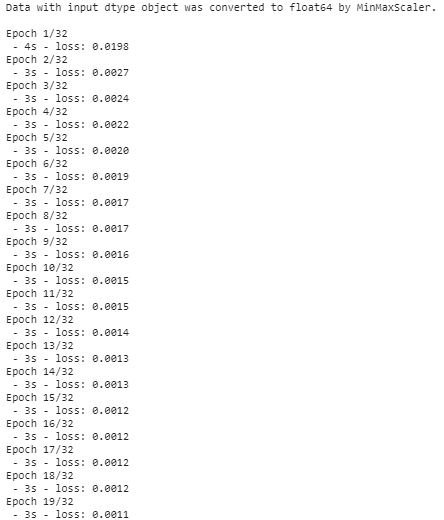 Data with input dtype object was converted to float64 by MinMaxScaler.
Epoch 1/32
- 4s - loss: 0.0198
Epoch 2/32
- 3s - loss: 0.0027
Epoch 3/32
- 3s - loss: 0.0024
Epoch 4/32
- 3s - loss: 0.0022
Epoch 5/32
- 3s - loss: 0.0020
Epoch 6/32
- 3s - loss: 0.0019
Epoch 7/32
- 3s - loss: 0.0017
Epoch 8/32
- 3s - loss: 0.0017
Epoch 9/32
- 3s - loss: 0.0016
Epoch 10/32
- 3s - loss: 0.0015
Epoch 11/32
- 3s - loss: 0.0015
Epoch 12/32
- 3s - loss: 0.0014
Epoch 13/32
- 3s - loss: 0.0013
Epoch 14/32
- 3s - loss: 0.0013
Epoch 15/32
- 3s - loss: 0.0012
Epoch 16/32
- 3s - loss: 0.0012
Epoch 17/32
- 3s - loss: 0.0012
Epoch 18/32
- 3s - loss: 0.0012
Epoch 19/32
- 3s - loss: 0.0011